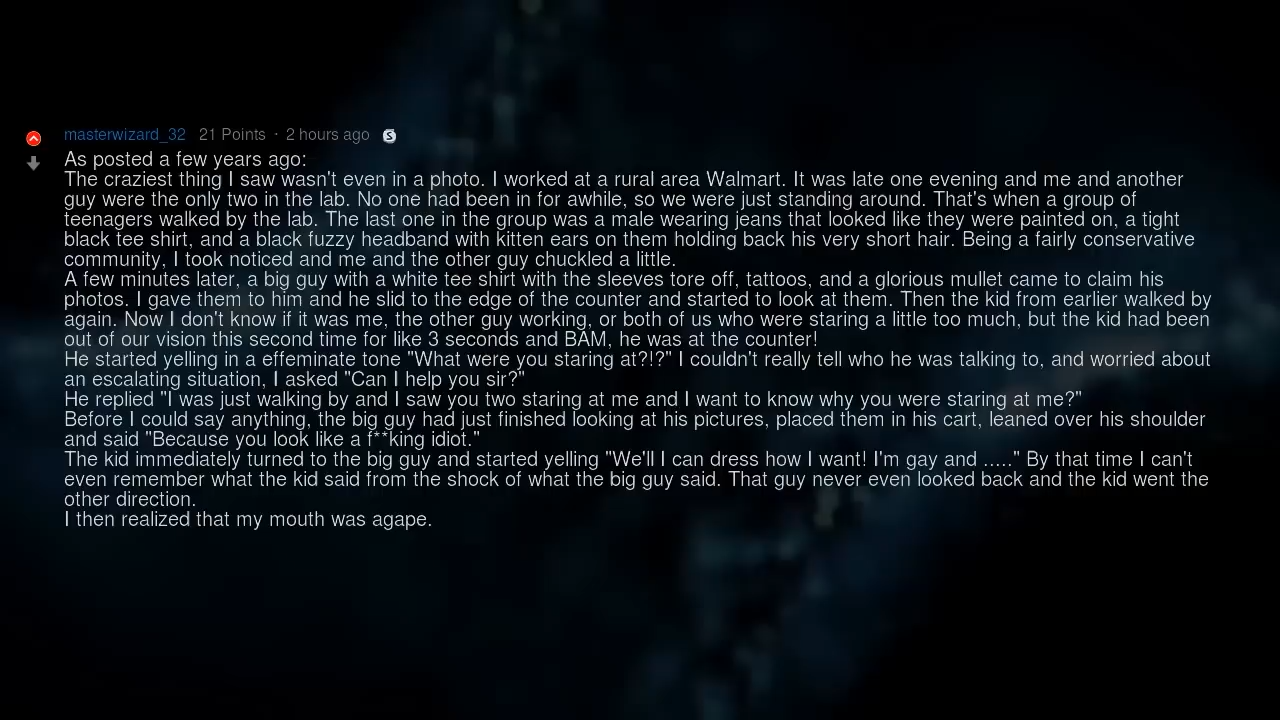 masterwizard_32 21 Points · 2 hours ago S
As posted a few years ago:
The craziest thing I saw wasn't even in a photo. I worked at a rural area Walmart. It was late one evening and me and another
guy were the only two in the lab. No one had been in for awhile, so we were just standing around. That's when a group of
teenagers walked by the lab. The last one in the group was a male wearing jeans that looked like they were painted on, a tight
black tee shirt, and a black fuzzy headband with kitten ears on them holding back his very short hair. Being a fairly conservative
community, I took noticed and me and the other guy chuckled a little.
A few minutes later, a big guy with a white tee shirt with the sleeves tore off, tattoos, and a glorious mullet came to claim his
photos. I gave them to him and he slid to the edge of the counter and started to look at them. Then the kid from earlier walked by
again. Now I don't know if it was me, the other guy working, or both of us who were staring a little too much, but the kid had been
out of our vision this second time for like 3 seconds and BAM, he was at the counter!
He started yelling in a effeminate tone "What were you staring at?!?" I couldn't really tell who he was talking to, and worried about
an escalating situation, I asked "Can I help you sir?"
He replied "I was just walking by and I saw you two staring at me and I want to know why you were staring at me?"
Before I could say anything, the big guy had just finished looking at his pictures, placed them in his cart, leaned over his shoulder
and said "Because you look like a f**king idiot."
The kid immediately turned to the big guy and started yelling "We'll I can dress how I want! I'm gay and ....." By that time I can't
even remember what the kid said from the shock of what the big guy said. That guy never even looked back and the kid went the
other direction.
I then realized that my mouth was agape.